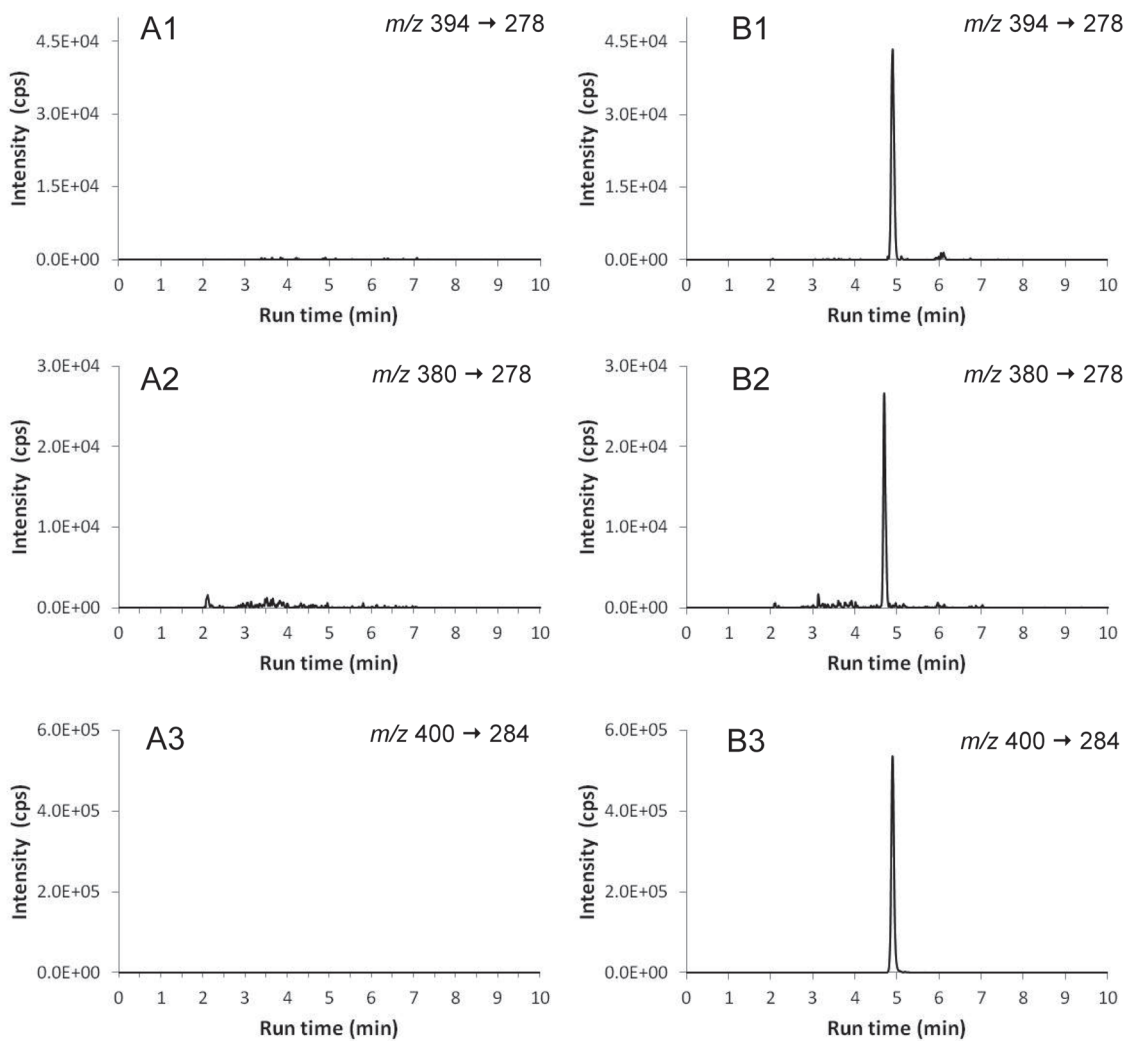 A1 m/z 394 → 278
Intensity (cps)
4.5E+04
3.0E+04
1.5E+04
0.0E+00
0 1 2 3 4 5 6 7 8 9 10
Run time (min)
B1 m/z 394 → 278
Intensity (cps)
4.5E+04
3.0E+04
1.5E+04
0.0E+00
0 1 2 3 4 5 6 7 8 9 10
Run time (min)
A2 m/z 380 → 278
Intensity (cps)
3.0E+04
2.0E+04
1.0E+04
0.0E+00
0 1 2 3 4 5 6 7 8 9 10
Run time (min)
B2 m/z 380 → 278
Intensity (cps)
3.0E+04
2.0E+04
1.0E+04
0.0E+00
0 1 2 3 4 5 6 7 8 9 10
Run time (min)
A3 m/z 400 → 284
Intensity (cps)
6.0E+05
4.0E+05
2.0E+05
0.0E+00
0 1 2 3 4 5 6 7 8 9 10
Run time (min)
B3 m/z 400 → 284
Intensity (cps)
6.0E+05
4.0E+05
2.0E+05
0.0E+00
0 1 2 3 4 5 6 7 8 9 10
Run time (min)